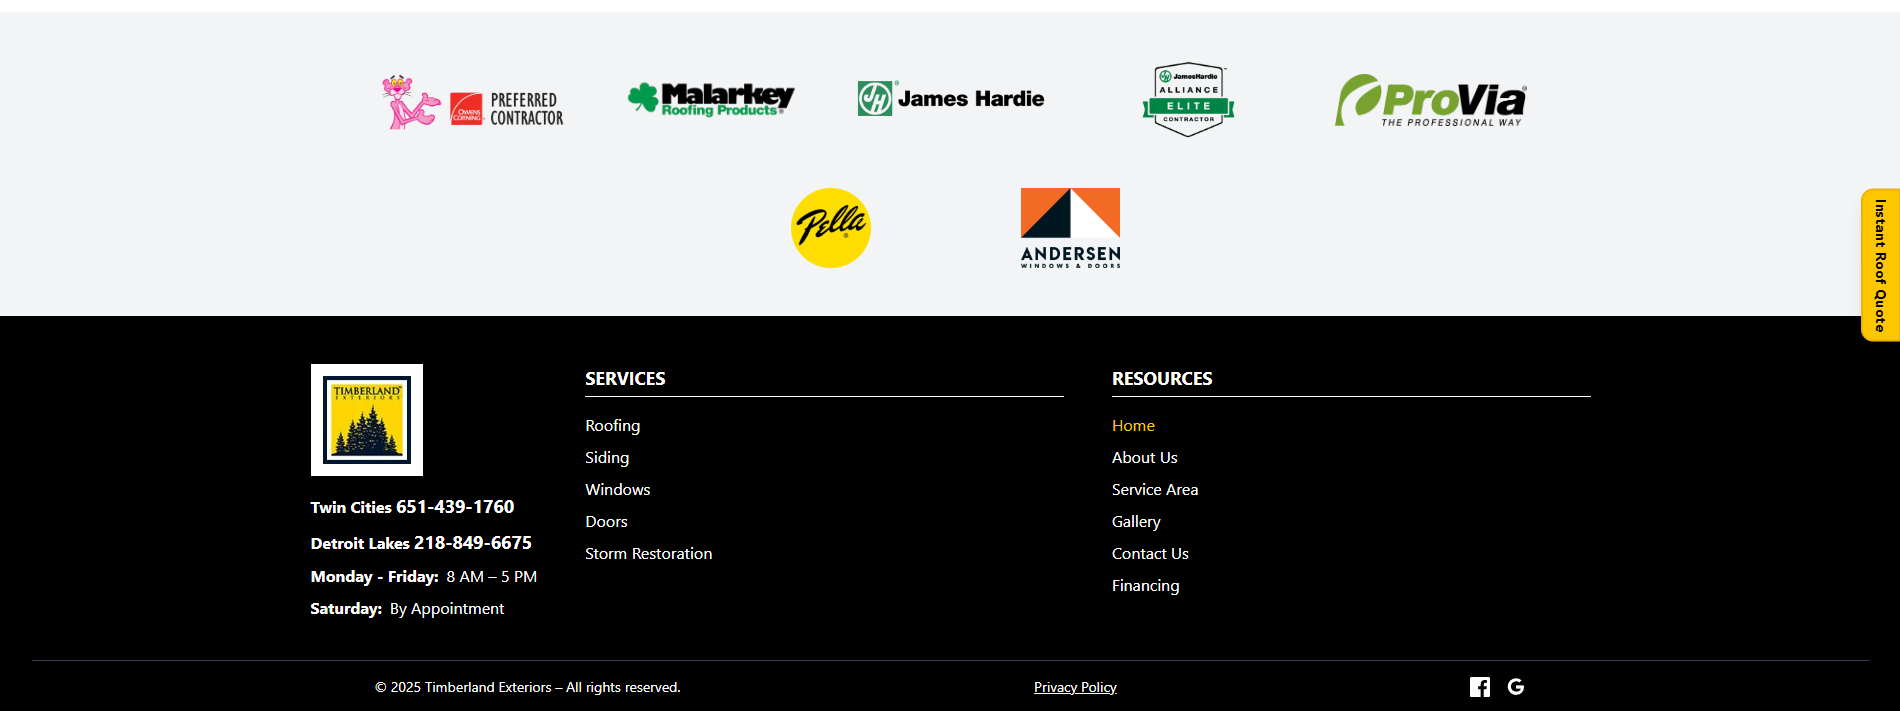 OWENS CORNING PREFERRED CONTRACTOR
Malarkey Roofing Products®
JH® James Hardie
JH JamesHardie™
ALLIANCE
ELITE
CONTRACTOR
ProVia®
THE PROFESSIONAL WAY
Pella®
ANDERSEN
WINDOWS & DOORS
Instant Roof Quote
TIMBERLAND™
EXTERIORS
Twin Cities 651-439-1760
Detroit Lakes 218-849-6675
Monday - Friday: 8 AM – 5 PM
Saturday: By Appointment
SERVICES
Roofing
Siding
Windows
Doors
Storm Restoration
RESOURCES
Home
About Us
Service Area
Gallery
Contact Us
Financing
© 2025 Timberland Exteriors – All rights reserved.
Privacy Policy